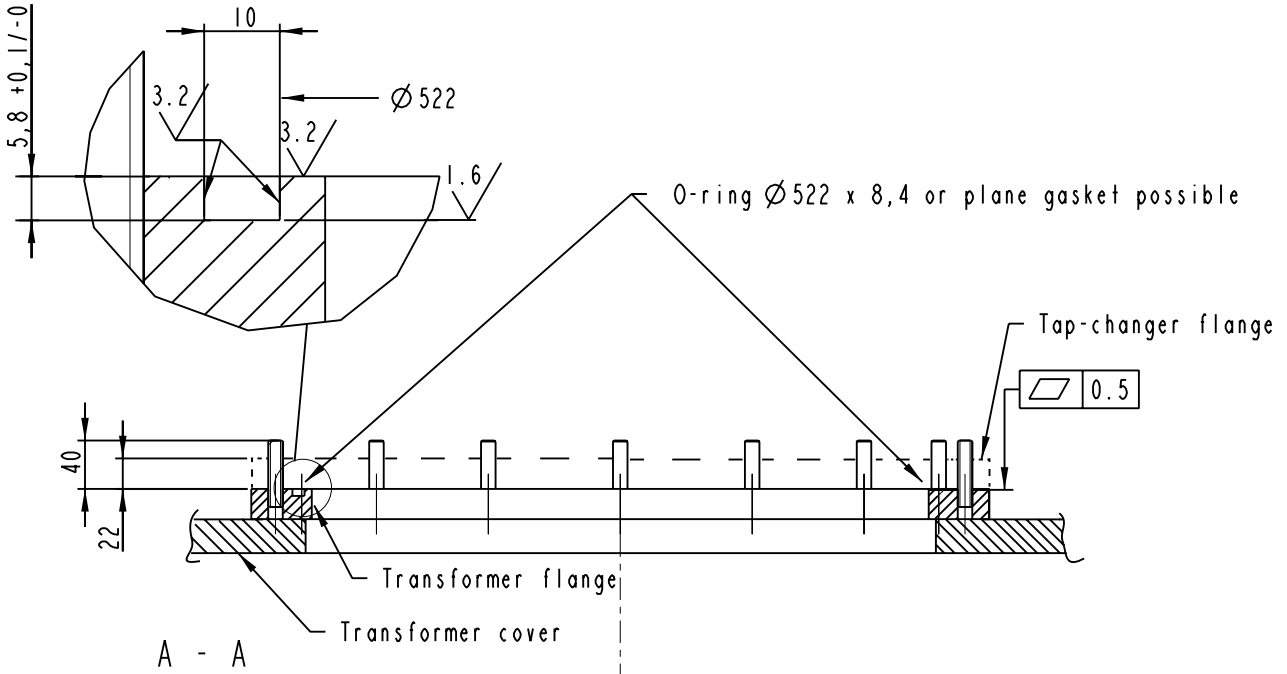 10
5,8 +0,1/-0
3.2
Ø522
3.2
1.6
O-ring Ø522 x 8,4 or plane gasket possible
Tap-changer flange
0.5
40
22
Transformer flange
Transformer cover
A - A